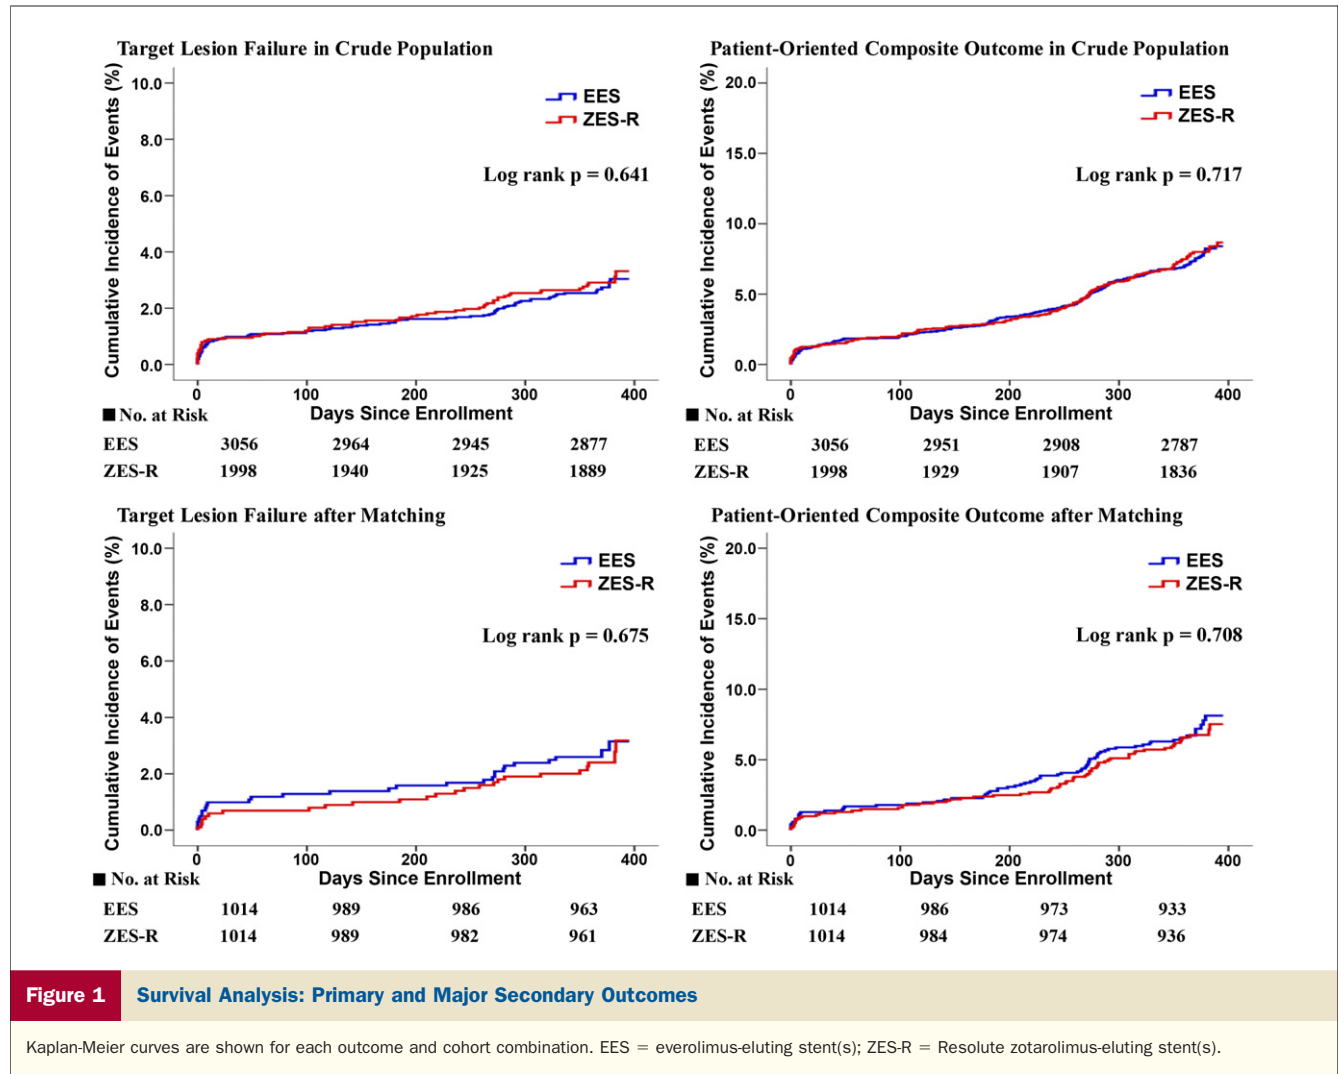 Target Lesion Failure in Crude Population
Cumulative Incidence of Events (%)
10.0
8.0
6.0
4.0
2.0
0.0
EES
ZES-R
Log rank p = 0.641
0 100 200 300 400
Days Since Enrollment
No. at Risk
EES 3056 2964 2945 2877
ZES-R 1998 1940 1925 1889
Patient-Oriented Composite Outcome in Crude Population
Cumulative Incidence of Events (%)
20.0
15.0
10.0
5.0
0.0
EES
ZES-R
Log rank p = 0.717
0 100 200 300 400
Days Since Enrollment
No. at Risk
EES 3056 2951 2908 2787
ZES-R 1998 1929 1907 1836
Target Lesion Failure after Matching
Cumulative Incidence of Events (%)
10.0
8.0
6.0
4.0
2.0
0.0
EES
ZES-R
Log rank p = 0.675
0 100 200 300 400
Days Since Enrollment
No. at Risk
EES 1014 989 986 963
ZES-R 1014 989 982 961
Patient-Oriented Composite Outcome after Matching
Cumulative Incidence of Events (%)
20.0
15.0
10.0
5.0
0.0
EES
ZES-R
Log rank p = 0.708
0 100 200 300 400
Days Since Enrollment
No. at Risk
EES 1014 986 973 933
ZES-R 1014 984 974 936
Figure 1 Survival Analysis: Primary and Major Secondary Outcomes
Kaplan-Meier curves are shown for each outcome and cohort combination. EES = everolimus-eluting stent(s); ZES-R = Resolute zotarolimus-eluting stent(s).